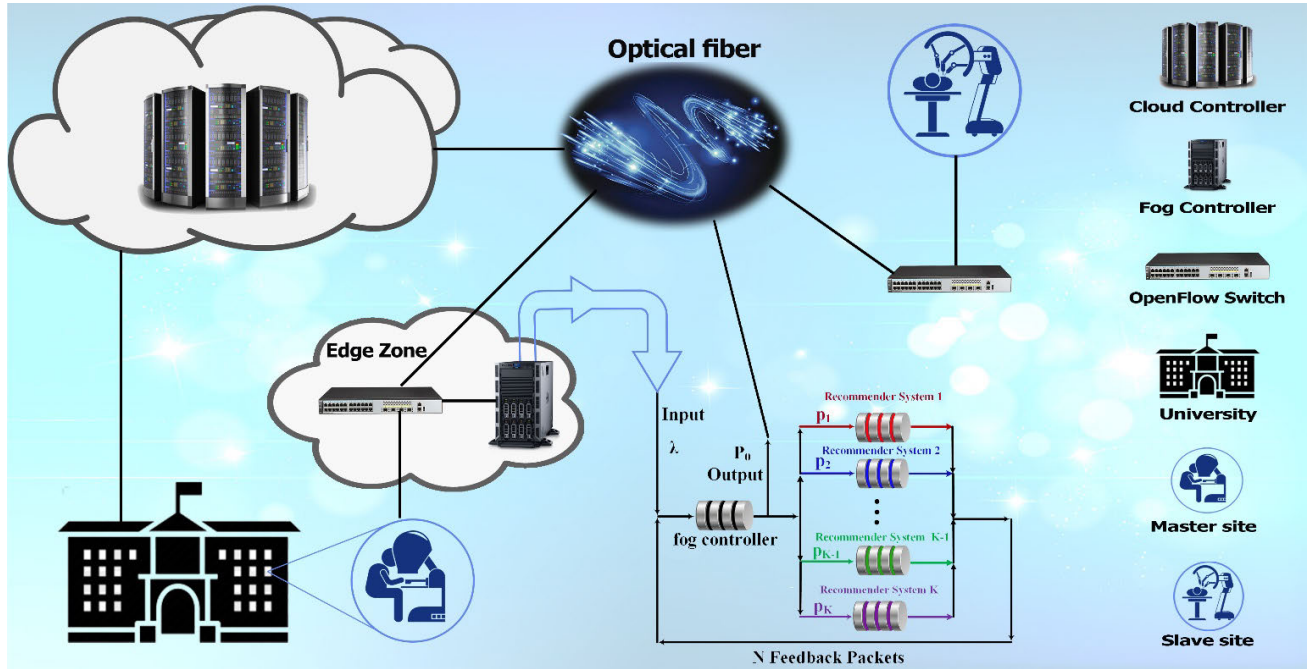 Optical fiber
Cloud Controller
Fog Controller
OpenFlow Switch
University
Master site
Slave site
Edge Zone
Input
λ
P0
Output
fog controller
Recommender System 1
p1
Recommender System 2
p2
Recommender System K-1
pK-1
Recommender System K
pK
N Feedback Packets